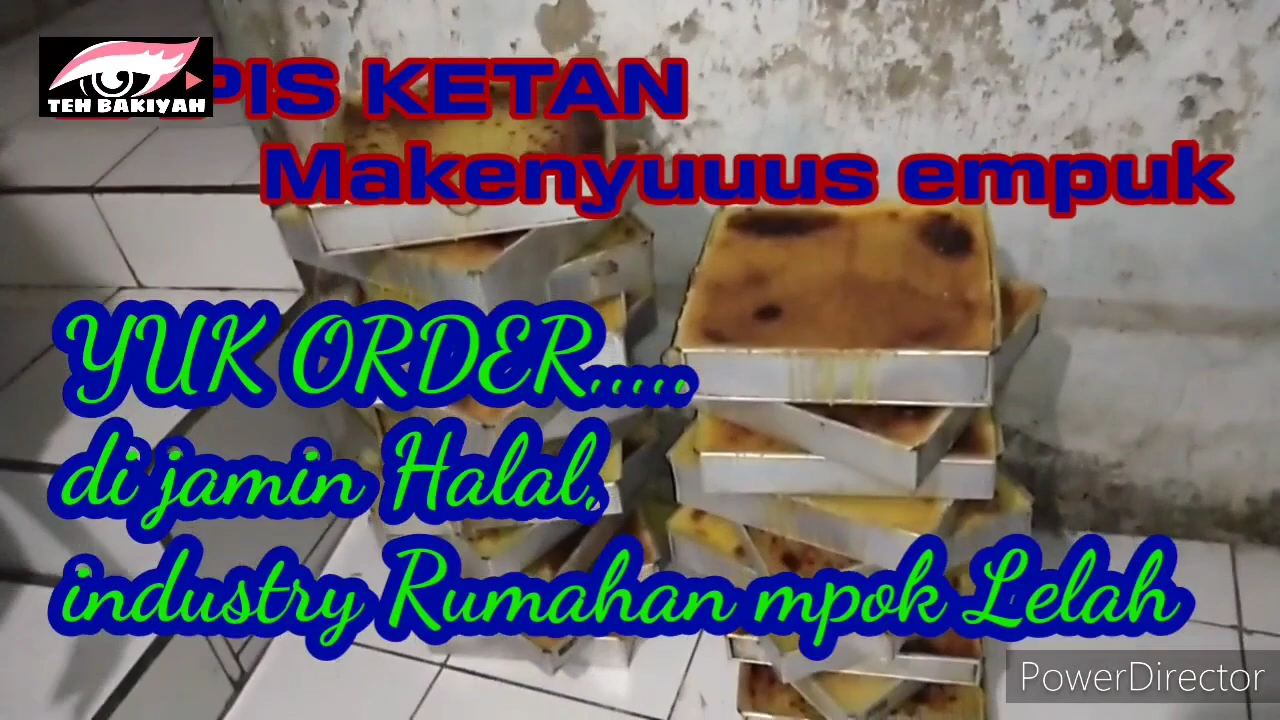 TEH BAKIYAH
PIS KETAN
Makenyuuus empuk
YUK ORDER.....
di jamin Halal,
industry Rumahan mpok Lelah
PowerDirector